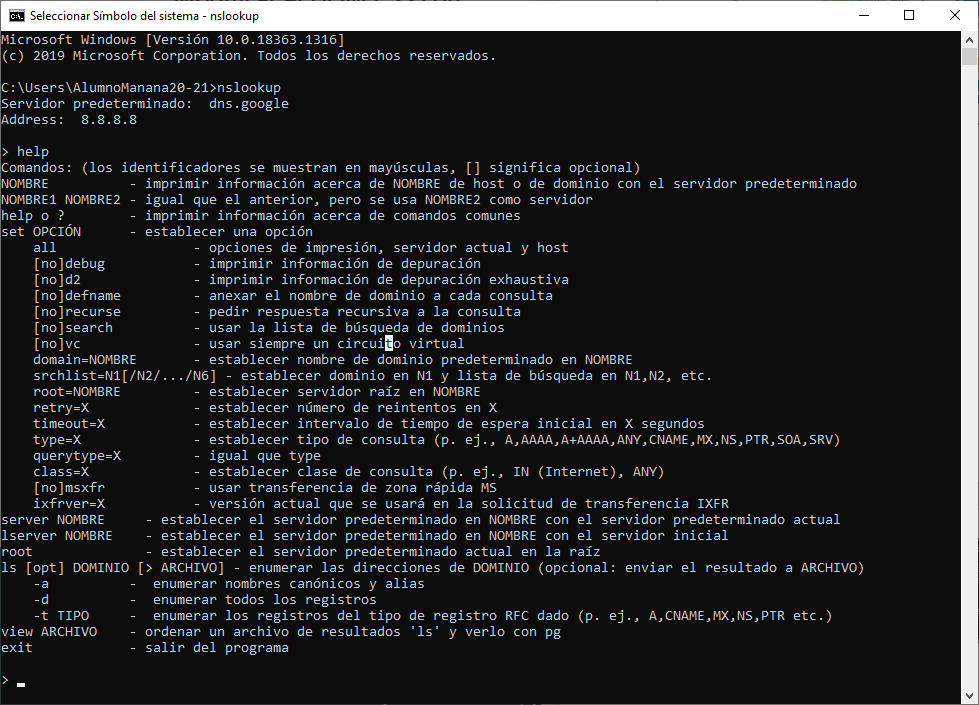 Seleccionar Símbolo del sistema - nslookup
Microsoft Windows [Versión 10.0.18363.1316]
(c) 2019 Microsoft Corporation. Todos los derechos reservados.
C:\Users\AlumnoManana20-21>nslookup
Servidor predeterminado:  dns.google
Address:  8.8.8.8
> help
Comandos: (los identificadores se muestran en mayúsculas, [] significa opcional)
NOMBRE          - imprimir información acerca de NOMBRE de host o de dominio con el servidor predeterminado
NOMBRE1 NOMBRE2 - igual que el anterior, pero se usa NOMBRE2 como servidor
help o ?        - imprimir información acerca de comandos comunes
set OPCIÓN      - establecer una opción
    all                 - opciones de impresión, servidor actual y host
    [no]debug           - imprimir información de depuración
    [no]d2              - imprimir información de depuración exhaustiva
    [no]defname         - anexar el nombre de dominio a cada consulta
    [no]recurse         - pedir respuesta recursiva a la consulta
    [no]search          - usar la lista de búsqueda de dominios
    [no]vc              - usar siempre un circuito virtual
    domain=NOMBRE       - establecer nombre de dominio predeterminado en NOMBRE
    srchlist=N1[/N2/.../N6] - establecer dominio en N1 y lista de búsqueda en N1,N2, etc.
    root=NOMBRE         - establecer servidor raíz en NOMBRE
    retry=X             - establecer número de reintentos en X
    timeout=X           - establecer intervalo de tiempo de espera inicial en X segundos
    type=X              - establecer tipo de consulta (p. ej., A,AAAA,A+AAAA,ANY,CNAME,MX,NS,PTR,SOA,SRV)
    querytype=X         - igual que type
    class=X             - establecer clase de consulta (p. ej., IN (Internet), ANY)
    [no]msxfr           - usar transferencia de zona rápida MS
    ixfrver=X           - versión actual que se usará en la solicitud de transferencia IXFR
server NOMBRE     - establecer el servidor predeterminado en NOMBRE con el servidor predeterminado actual
lserver NOMBRE    - establecer el servidor predeterminado en NOMBRE con el servidor inicial
root              - establecer el servidor predeterminado actual en la raíz
ls [opt] DOMINIO [> ARCHIVO] - enumerar las direcciones de DOMINIO (opcional: enviar el resultado a ARCHIVO)
    -a          -  enumerar nombres canónicos y alias
    -d          -  enumerar todos los registros
    -t TIPO     -  enumerar los registros del tipo de registro RFC dado (p. ej., A,CNAME,MX,NS,PTR etc.)
view ARCHIVO    - ordenar un archivo de resultados 'ls' y verlo con pg
exit            - salir del programa
>